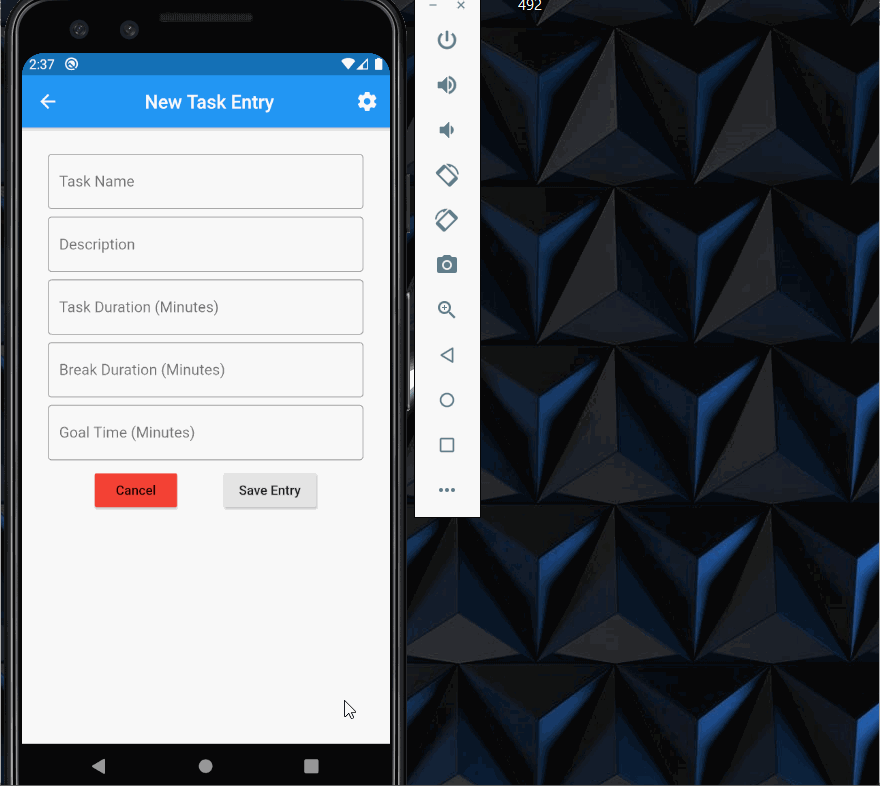 492
2:37
New Task Entry
Task Name
Description
Task Duration (Minutes)
Break Duration (Minutes)
Goal Time (Minutes)
Cancel Save Entry